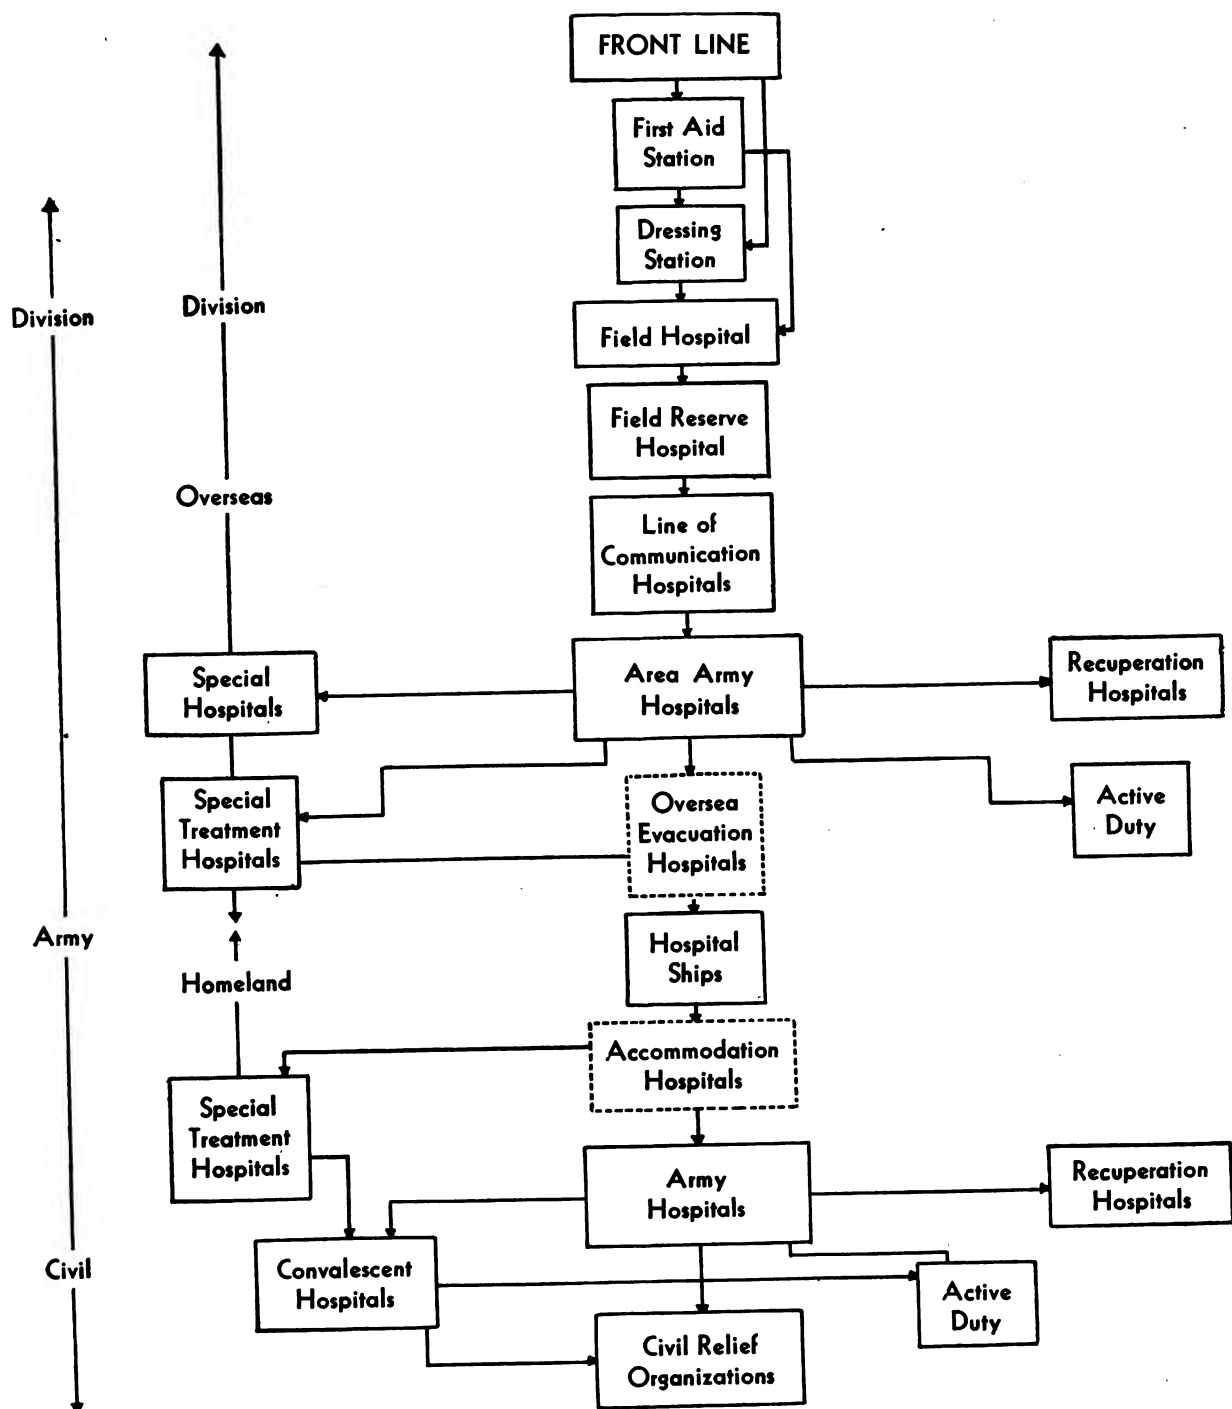 FRONT LINE
First Aid
Station
Dressing
Station
Division
Division
Field Hospital
Field Reserve
Hospital
Overseas
Line of
Communication
Hospitals
Special
Hospitals
Area Army
Hospitals
Recuperation
Hospitals
Special
Treatment
Hospitals
Oversea
Evacuation
Hospitals
Active
Duty
Army
Hospital
Ships
Homeland
Accommodation
Hospitals
Special
Treatment
Hospitals
Army
Hospitals
Recuperation
Hospitals
Civil
Convalescent
Hospitals
Active
Duty
Civil Relief
Organizations